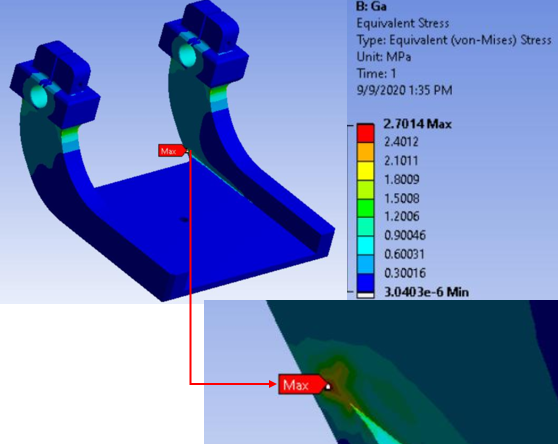 B: Ga
Equivalent Stress
Type: Equivalent (von-Mises) Stress
Unit: MPa
Time: 1
9/9/2020 1:35 PM
2.7014 Max
2.4012
2.1011
1.8009
1.5008
1.2006
0.90046
0.60031
0.30016
3.0403e-6 Min
Max
Max